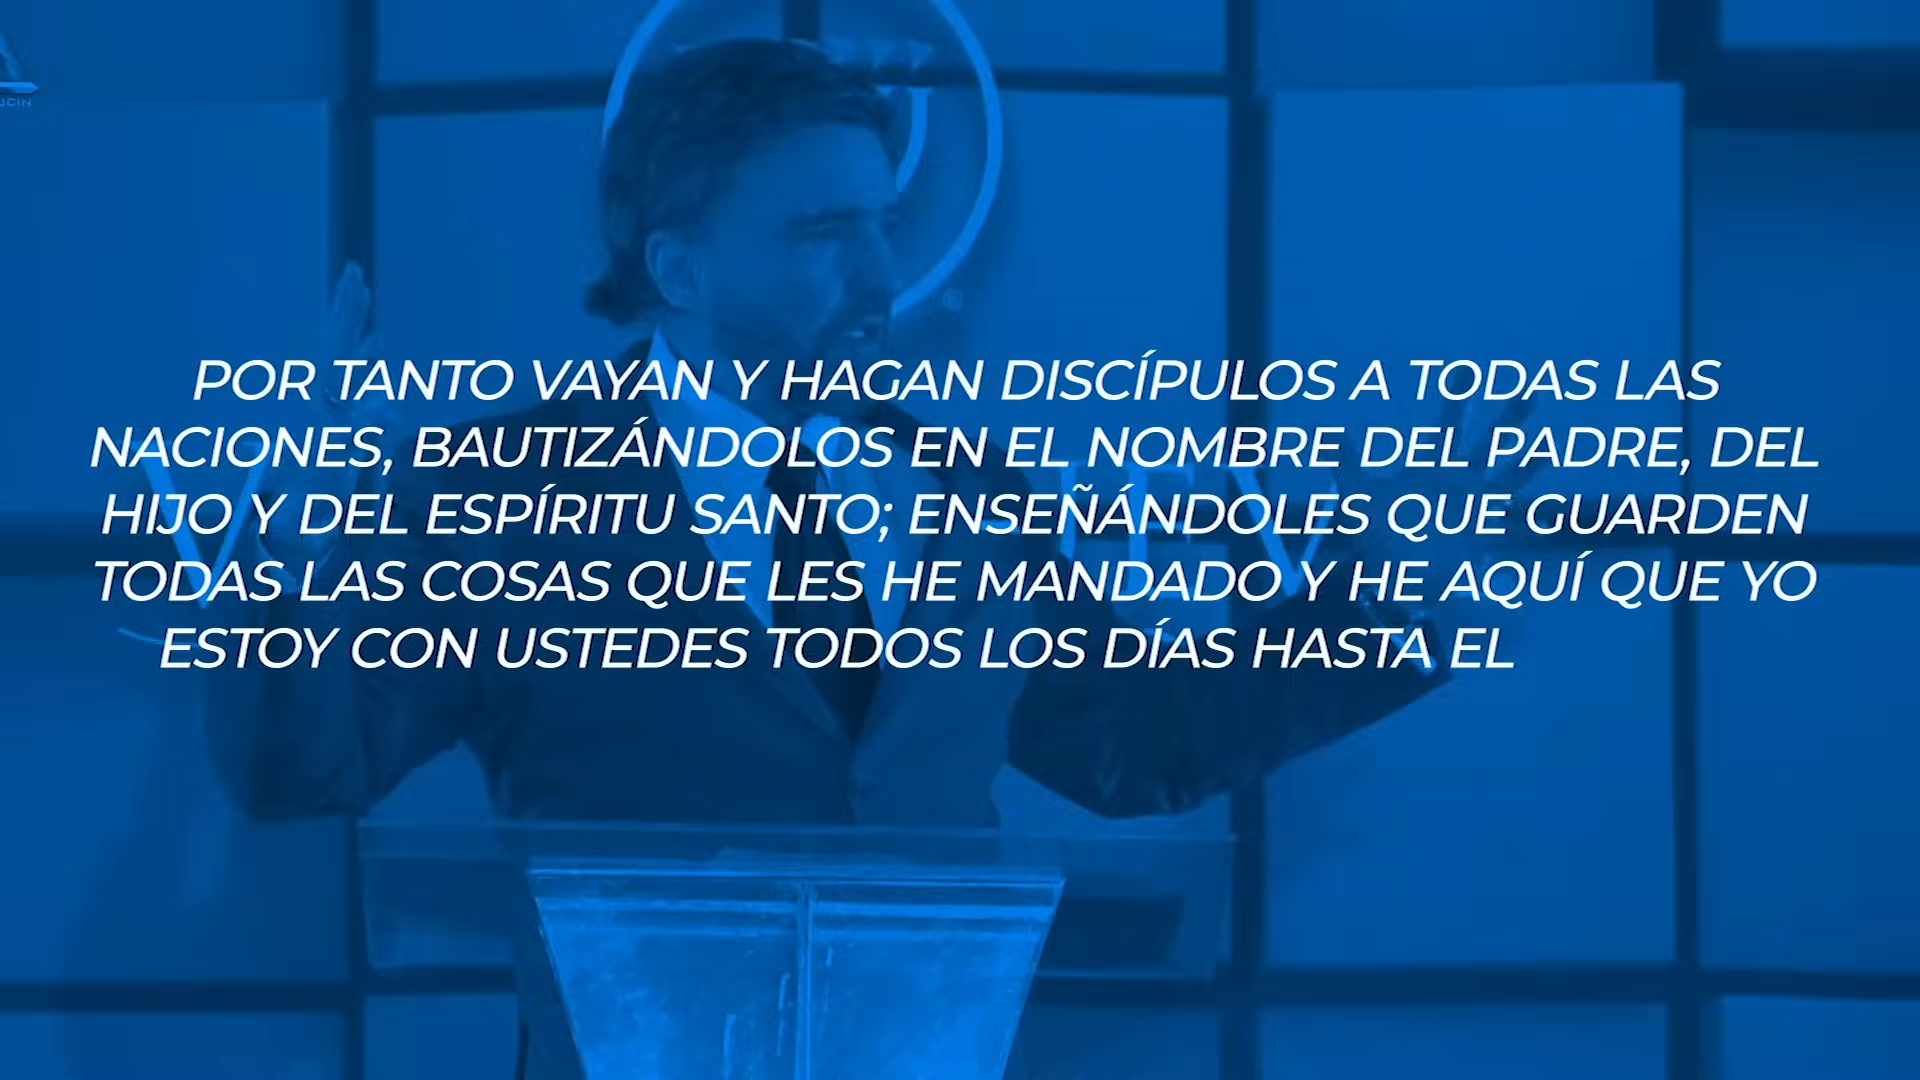 UCIN
POR TANTO VAYAN Y HAGAN DISCÍPULOS A TODAS LAS
NACIONES, BAUTIZÁNDOLOS EN EL NOMBRE DEL PADRE, DEL
HIJO Y DEL ESPÍRITU SANTO; ENSEÑÁNDOLES QUE GUARDEN
TODAS LAS COSAS QUE LES HE MANDADO Y HE AQUÍ QUE YO
ESTOY CON USTEDES TODOS LOS DÍAS HASTA EL